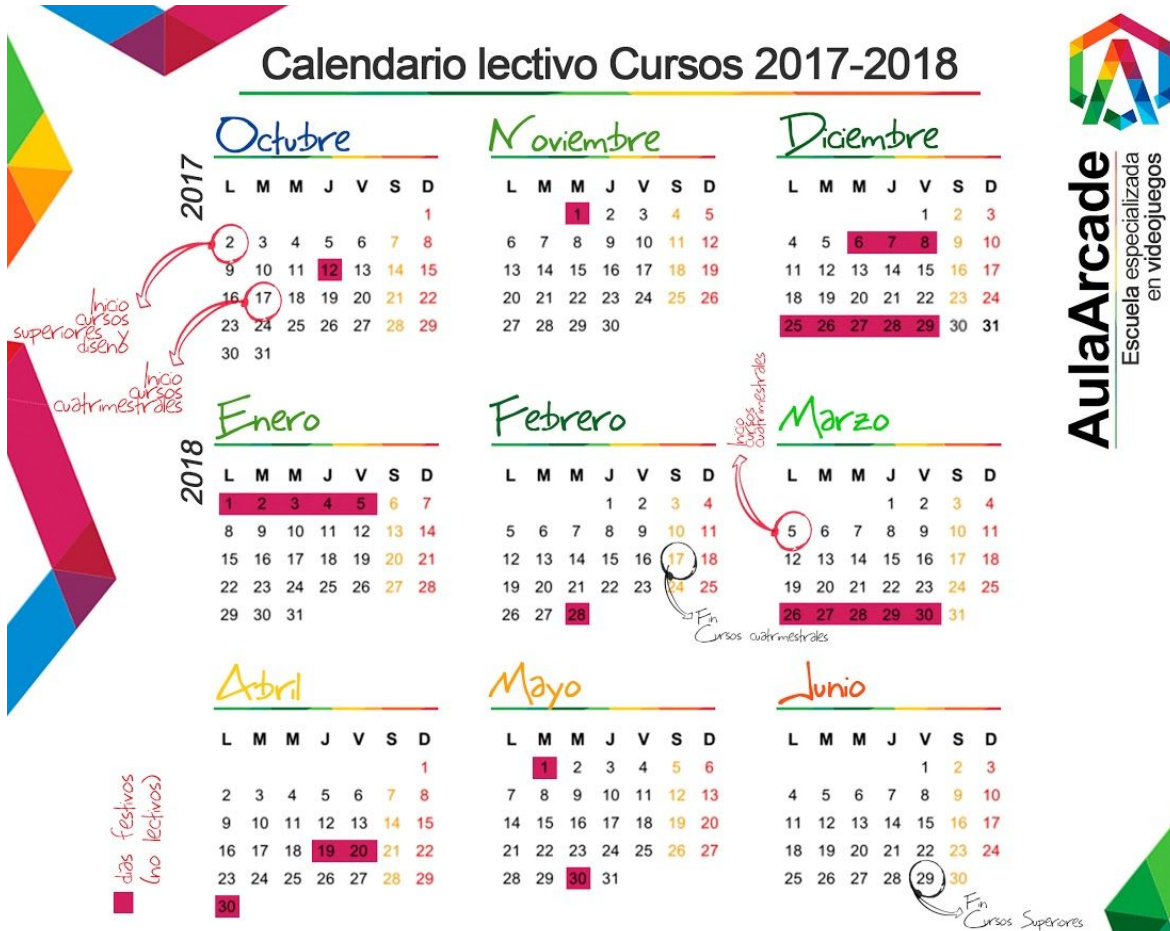 Calendario lectivo Cursos 2017-2018
AulaArcade
Escuela especializada
en videojuegos
2017
Octubre
L M M J V S D
1
2 3 4 5 6 7 8
9 10 11 12 13 14 15
16 17 18 19 20 21 22
23 24 25 26 27 28 29
30 31
Inicio
cursos
superiores y
diseño
Inicio
cursos
cuatrimestrales
Noviembre
L M M J V S D
1 2 3 4 5
6 7 8 9 10 11 12
13 14 15 16 17 18 19
20 21 22 23 24 25 26
27 28 29 30
Diciembre
L M M J V S D
1 2 3
4 5 6 7 8 9 10
11 12 13 14 15 16 17
18 19 20 21 22 23 24
25 26 27 28 29 30 31
2018
Enero
L M M J V S D
1 2 3 4 5 6 7
8 9 10 11 12 13 14
15 16 17 18 19 20 21
22 23 24 25 26 27 28
29 30 31
Febrero
L M M J V S D
1 2 3 4
5 6 7 8 9 10 11
12 13 14 15 16 17 18
19 20 21 22 23 24 25
26 27 28
Fin
Cursos cuatrimestrales
Inicio
cursos
cuatrimestrales
Marzo
L M M J V S D
1 2 3 4
5 6 7 8 9 10 11
12 13 14 15 16 17 18
19 20 21 22 23 24 25
26 27 28 29 30 31
Abril
L M M J V S D
1
2 3 4 5 6 7 8
9 10 11 12 13 14 15
16 17 18 19 20 21 22
23 24 25 26 27 28 29
30
Mayo
L M M J V S D
1 2 3 4 5 6
7 8 9 10 11 12 13
14 15 16 17 18 19 20
21 22 23 24 25 26 27
28 29 30 31
Junio
L M M J V S D
1 2 3
4 5 6 7 8 9 10
11 12 13 14 15 16 17
18 19 20 21 22 23 24
25 26 27 28 29 30
Fin
Cursos Superiores
días festivos
(no lectivos)